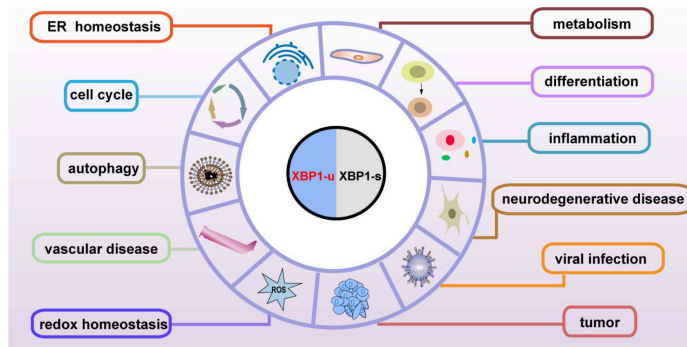 ER homeostasis
metabolism
cell cycle
differentiation
autophagy
inflammation
XBP1-u XBP1-s
neurodegenerative disease
vascular disease
viral infection
ROS
redox homeostasis
tumor